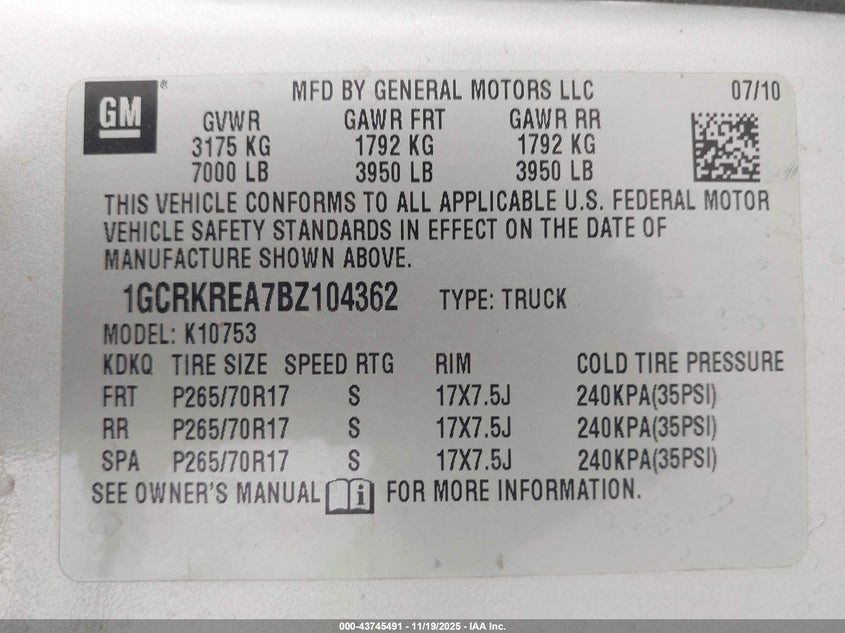 GM ®
MFD BY GENERAL MOTORS LLC 07/10
GVWR GAWR FRT GAWR RR
3175 KG 1792 KG 1792 KG
7000 LB 3950 LB 3950 LB
THIS VEHICLE CONFORMS TO ALL APPLICABLE U.S. FEDERAL MOTOR
VEHICLE SAFETY STANDARDS IN EFFECT ON THE DATE OF
MANUFACTURE SHOWN ABOVE.
1GCRKREA7BZ104362 TYPE: TRUCK
MODEL: K10753
KDKQ TIRE SIZE SPEED RTG RIM COLD TIRE PRESSURE
FRT P265/70R17 S 17X7.5J 240KPA(35PSI)
RR P265/70R17 S 17X7.5J 240KPA(35PSI)
SPA P265/70R17 S 17X7.5J 240KPA(35PSI)
SEE OWNER'S MANUAL i FOR MORE INFORMATION.
000-43745491 - 11/19/2025 - IAA Inc.